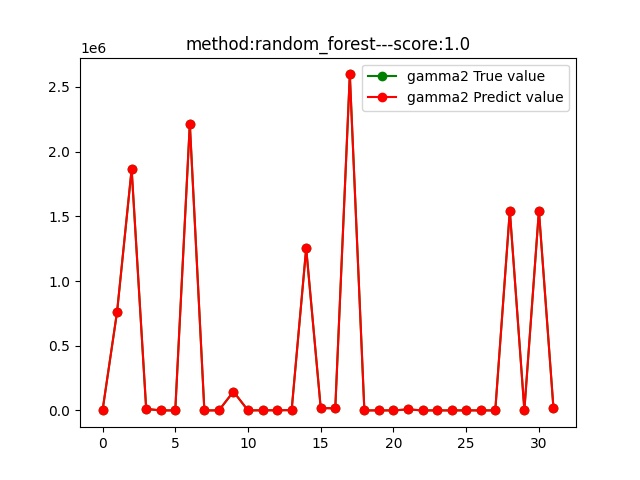 method:random_forest---score:1.0
1e6
gamma2 True value
gamma2 Predict value
2.5
2.0
1.5
1.0
0.5
0.0
0 5 10 15 20 25 30